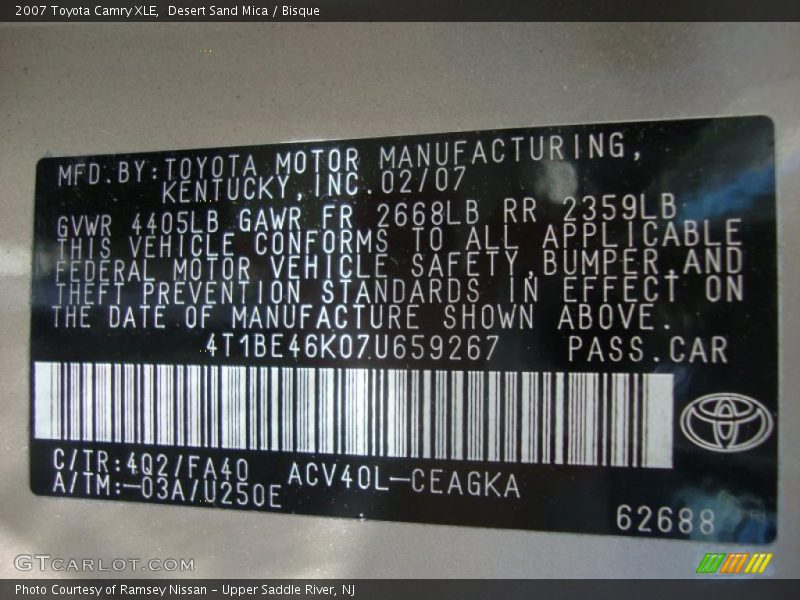 2007 Toyota Camry XLE,  Desert Sand Mica / Bisque
MFD.BY:TOYOTA MOTOR MANUFACTURING,
KENTUCKY,INC.02/07
GVWR 4405LB GAWR FR 2668LB RR 2359LB
THIS VEHICLE CONFORMS TO ALL APPLICABLE
FEDERAL MOTOR VEHICLE SAFETY,BUMPER,AND
THEFT PREVENTION STANDARDS IN EFFECT ON
THE DATE OF MANUFACTURE SHOWN ABOVE.
4T1BE46K07U659267 PASS.CAR
C/TR:4Q2/FA40 ACV40L-CEAGKA
A/TM:-03A/U250E
62688
GTCARLOT.COM
Photo Courtesy of Ramsey Nissan - Upper Saddle River, NJ